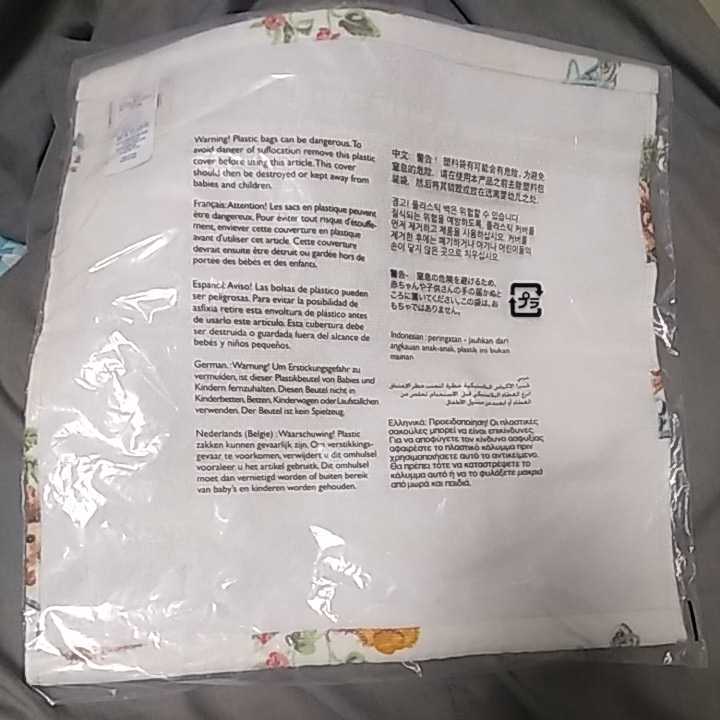 Warning! Plastic bags can be dangerous. To
avoid danger of suffocation remove this plastic
cover before using this article. This cover
should then be destroyed or kept away from
babies and children.
Français: Attention! Les sacs en plastique peuvent
être dangereux. Pour éviter tout risque d'étouffe-
ment, enviever cette couverture en plastique
avant d'utiliser cet article. Cette couverture
devrait ensuite être détruit ou gardée hors de
portée des bébés et des enfants.
Espanol: Aviso! Las bolsas de plástico pueden
ser peligrosas. Para evitar la posibilidad de
asfixia retire esta envoltura de plástico antes
de usarlo este artículo. Esta cubertura debe
ser destruida o guardada fuera del alcance de
bebés y niños pequeños.
German. :Warnung! Um Erstickungsgefahr zu
vermeiden, ist dieser Plastikbeutel von Babies und
Kindern fernzuhalten. Diesen Beutel nicht in
Kinderbetten, Betzen, Kinderwogen oder Laufställchen
verwenden. Der Beutel ist kein Spielzeug.
Nederlands (Belgie) :Waarschuwing! Plastic
zakken kunnen gevaarlijk zijn. Om verstikkings-
gevaar te voorkomen, verwijdert u dit omhulsel
vooraleer u het artikel gebruitk. Dit omhulsel
moet dan vernietigd worden of buiten bereik
van baby's en kinderen worden gehouden.
中文: 警告! 塑料袋有可能会有危险, 为避免
窒息的危险, 请在使用本产品之前去除塑料包
装袋, 然后将其销毁或放在远离婴幼儿之处.
경고! 플라스틱 백은 위험할 수 있습니다
질식되는 위험을 예방하도록, 플라스틱 커버를
먼저 제거하고 제품을 사용하십시오. 커버를
제거한 후에는 폐기하거나 아기나 어린이들의
손이 닿지 않은 곳으로 치우십시오
警告- 窒息の危険を避けるため、
赤ちゃんや子供さんの手の届かぬと
ころに置いてください。この袋は、お
もちゃではありません。
プラ
Indonesian : peringatan - jauhkan dari
angkauan anak-anak, plastik ini bukan
mainan
Ελληνικά: Προειδοποίηση! Οι πλαστικες
σακούλες μπορεί να είναι επικίνδυνες.
Για να αποφύγετε τον κίνδυνο ασφυξίας
αφαιρέστε το πλαστικό κάλυμμα πριν
χρησιμοποιήσετε αυτό το αντικείμενο.
Θα πρέπει τότε να καταστρέψετε το
κάλυμμα αυτό ή να το φυλάξετε μακριά
από μωρά και παιδιά.